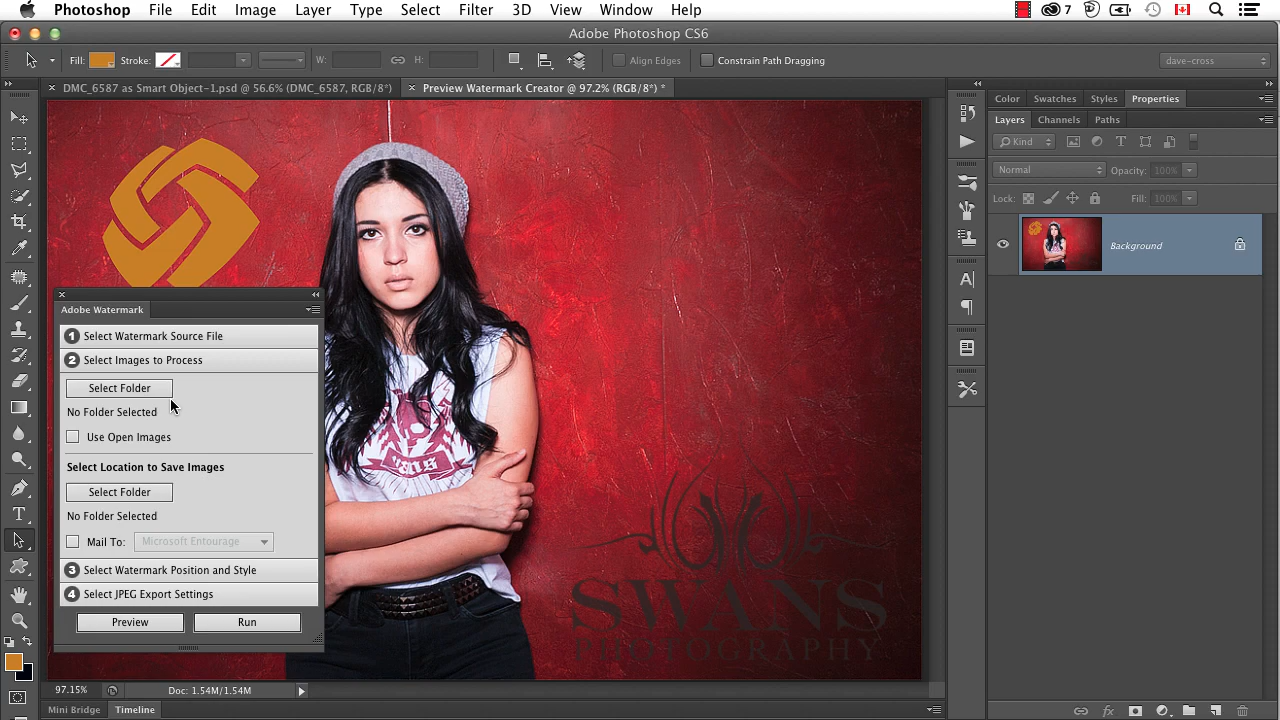 Photoshop File Edit Image Layer Type Select Filter 3D View Window Help 7
Adobe Photoshop CS6
Fill: Stroke: W: H: Align Edges Constrain Path Dragging dave-cross
× DMC_6587 as Smart Object-1.psd @ 56.6% (DMC_6587, RGB/8*) × Preview Watermark Creator @ 97.2% (RGB/8*) *
Color Swatches Styles Properties
Layers Channels Paths
Kind
Normal Opacity: 100%
Lock: Fill: 100%
Background
Adobe Watermark
1 Select Watermark Source File
2 Select Images to Process
Select Folder
No Folder Selected
Use Open Images
Select Location to Save Images
Select Folder
No Folder Selected
Mail To: Microsoft Entourage
3 Select Watermark Position and Style
4 Select JPEG Export Settings
Preview Run
Vans
SWANS
PHOTOGRAPHY
97.15% Doc: 1.54M/1.54M
Mini Bridge Timeline